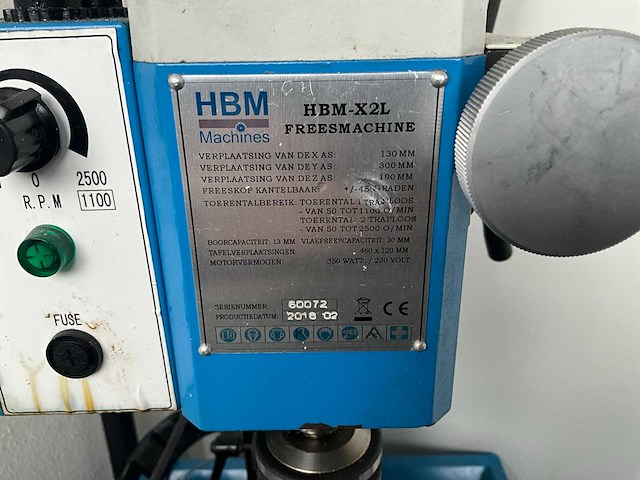 HBM
Machines
HBM-X2L
FREESMACHINE
VERPLAATSING VAN DE X AS: 130 MM
VERPLAATSING VAN DE Y AS: 300 MM
VERPLAATSING VAN DE Z AS: 190 MM
FREESKOP KANTELBAAR: +/-45 GRADEN
TOERENTALBEREIK: TOERENTAL: 1 TRAPLOOS
- VAN 50 TOT 1100 O/MIN
TOERENTAL: 2 TRAPLOOS
- VAN 50 TOT 2500 O/MIN
BOORCAPACITEIT: 13 MM VLAKFREESCAPACITEIT: 30 MM
TAFELVERPLAATSINGEN 460 x 120 MM
MOTORVERMOGEN 350 WATT / 230 VOLT
SERIENUMMER: 60072
PRODUCTIEDATUM: 2016 02
CE
0 2500
R.P.M 1100
FUSE